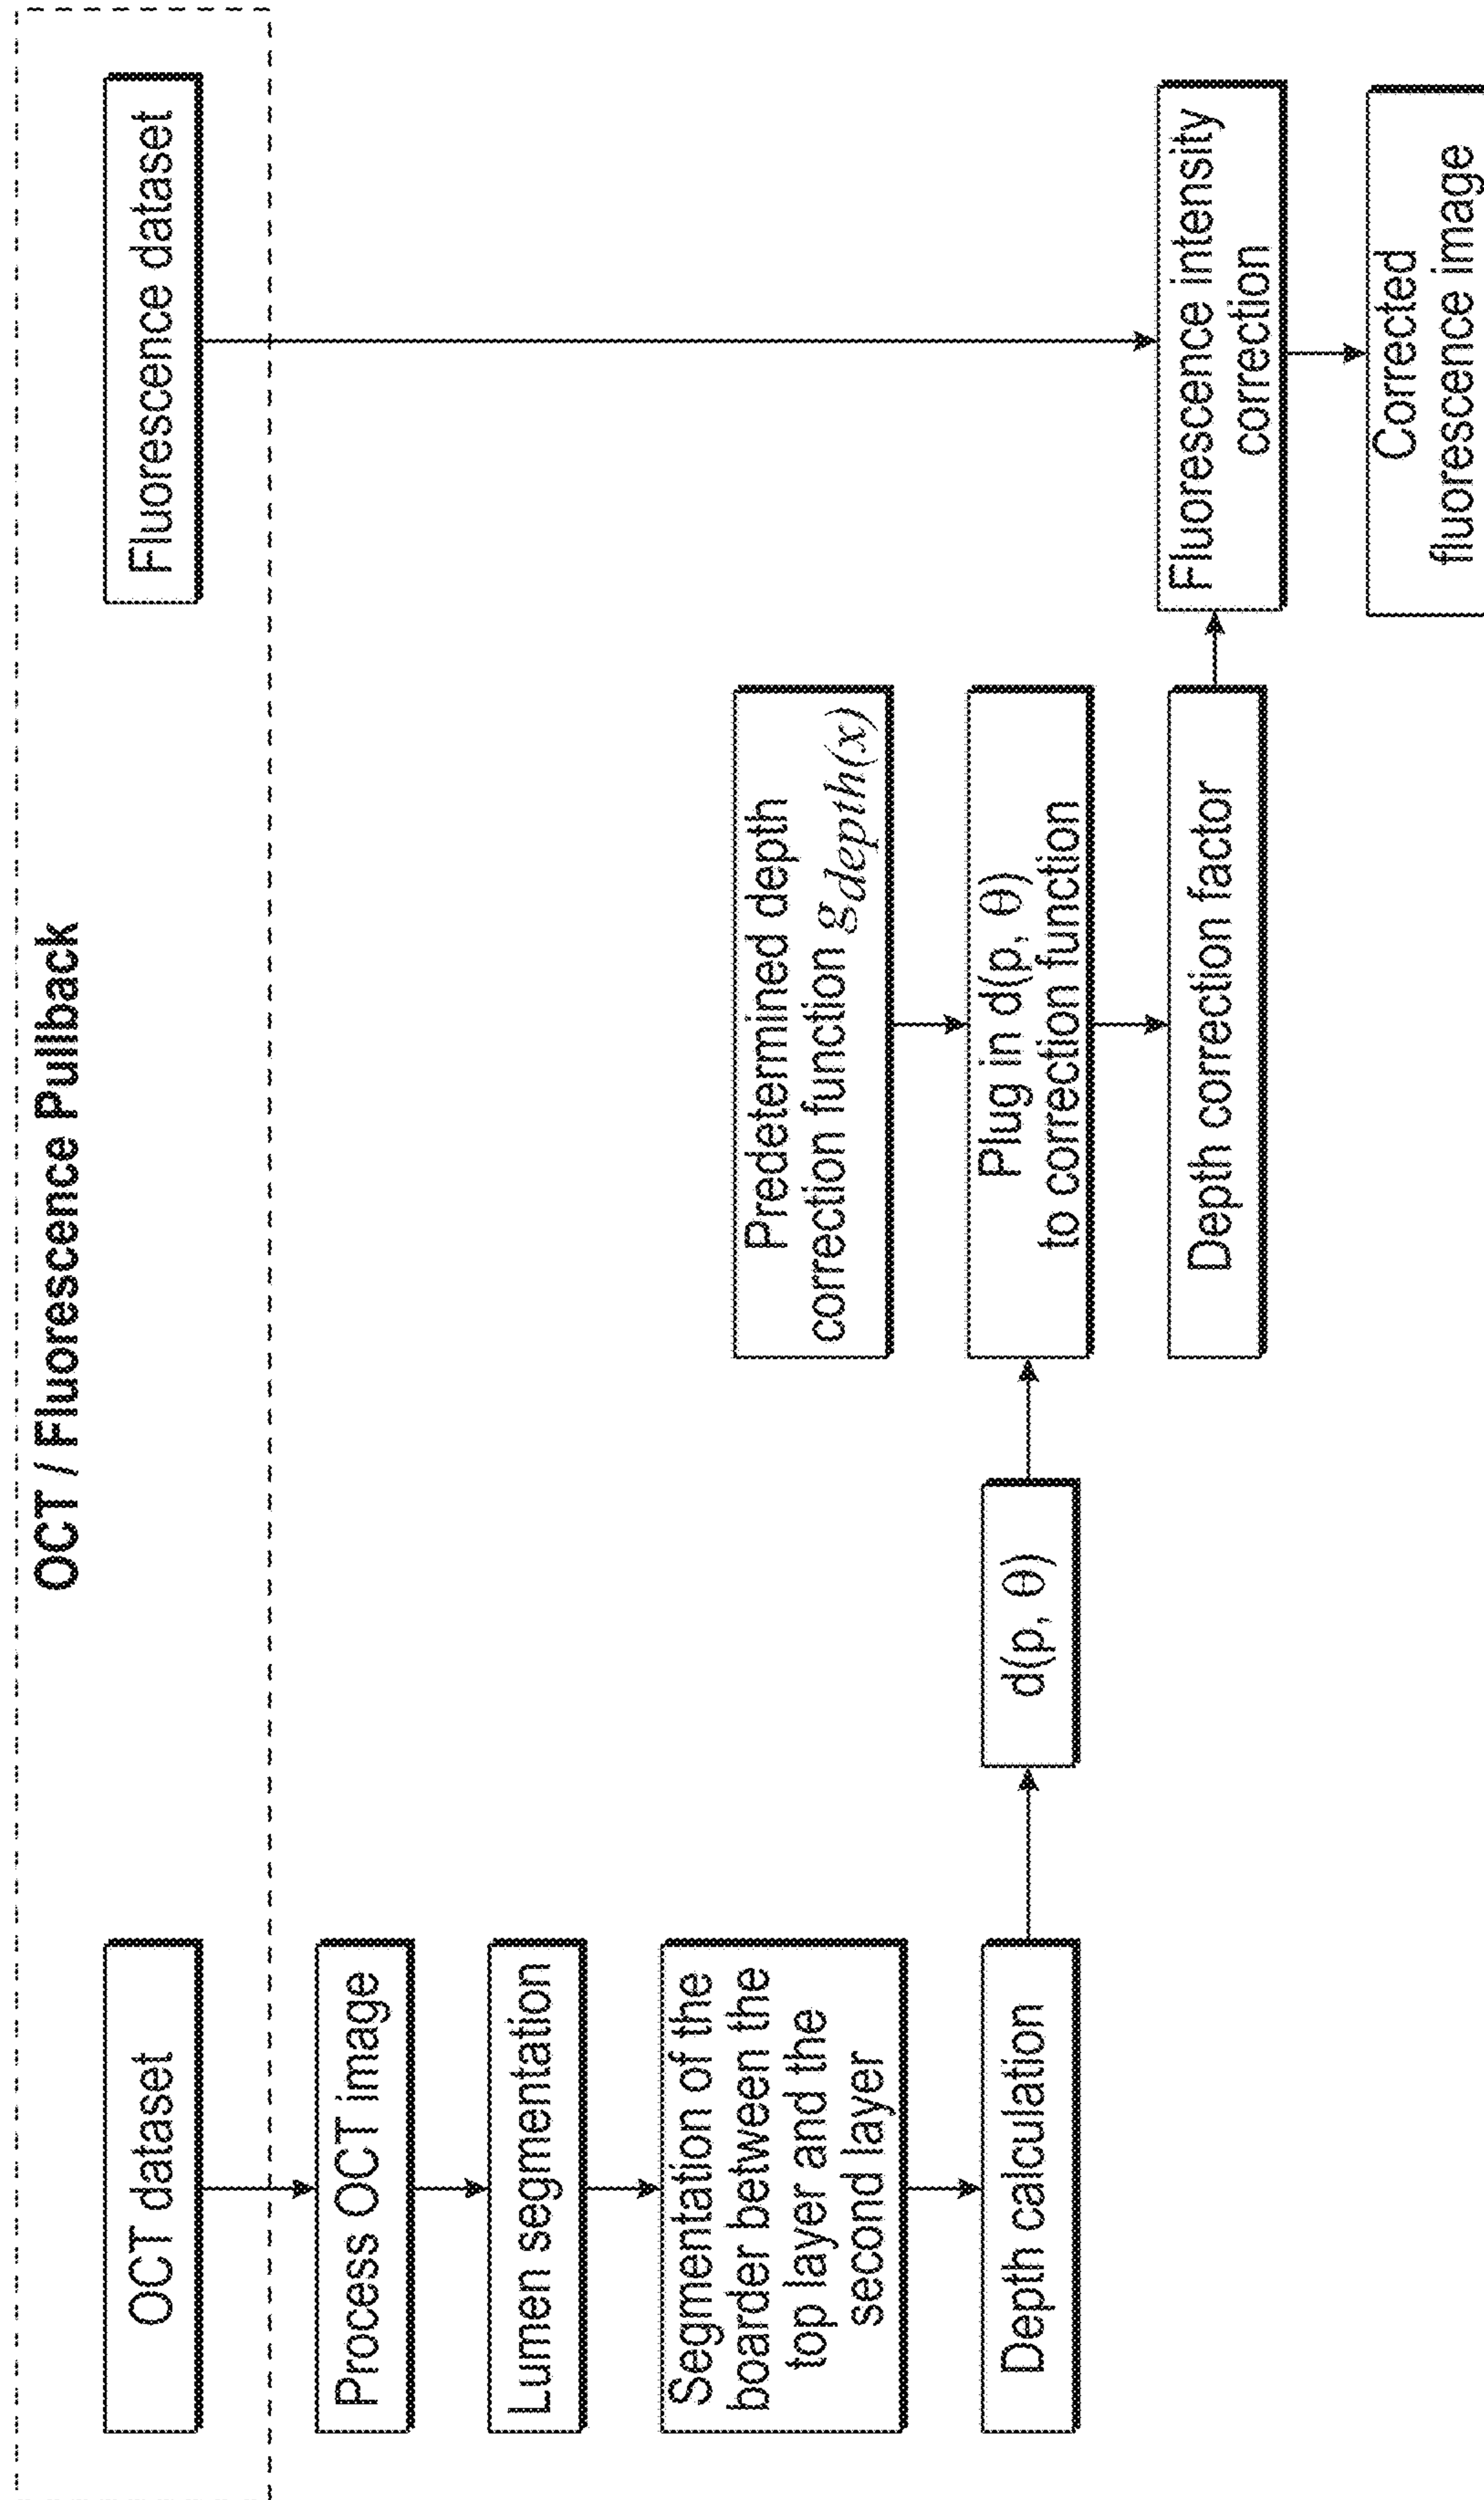 OCT / Fluorescence Pullback
OCT dataset
Fluorescence dataset
Process OCT image
Lumen segmentation
Segmentation of the
boarder between the
top layer and the
second layer
Depth calculation
d(p, θ)
Predetermined depth
correction function g_depth(x)
Plug in d(p, θ)
to correction function
Depth correction factor
Fluorescence intensity
correction
Corrected
fluorescence image